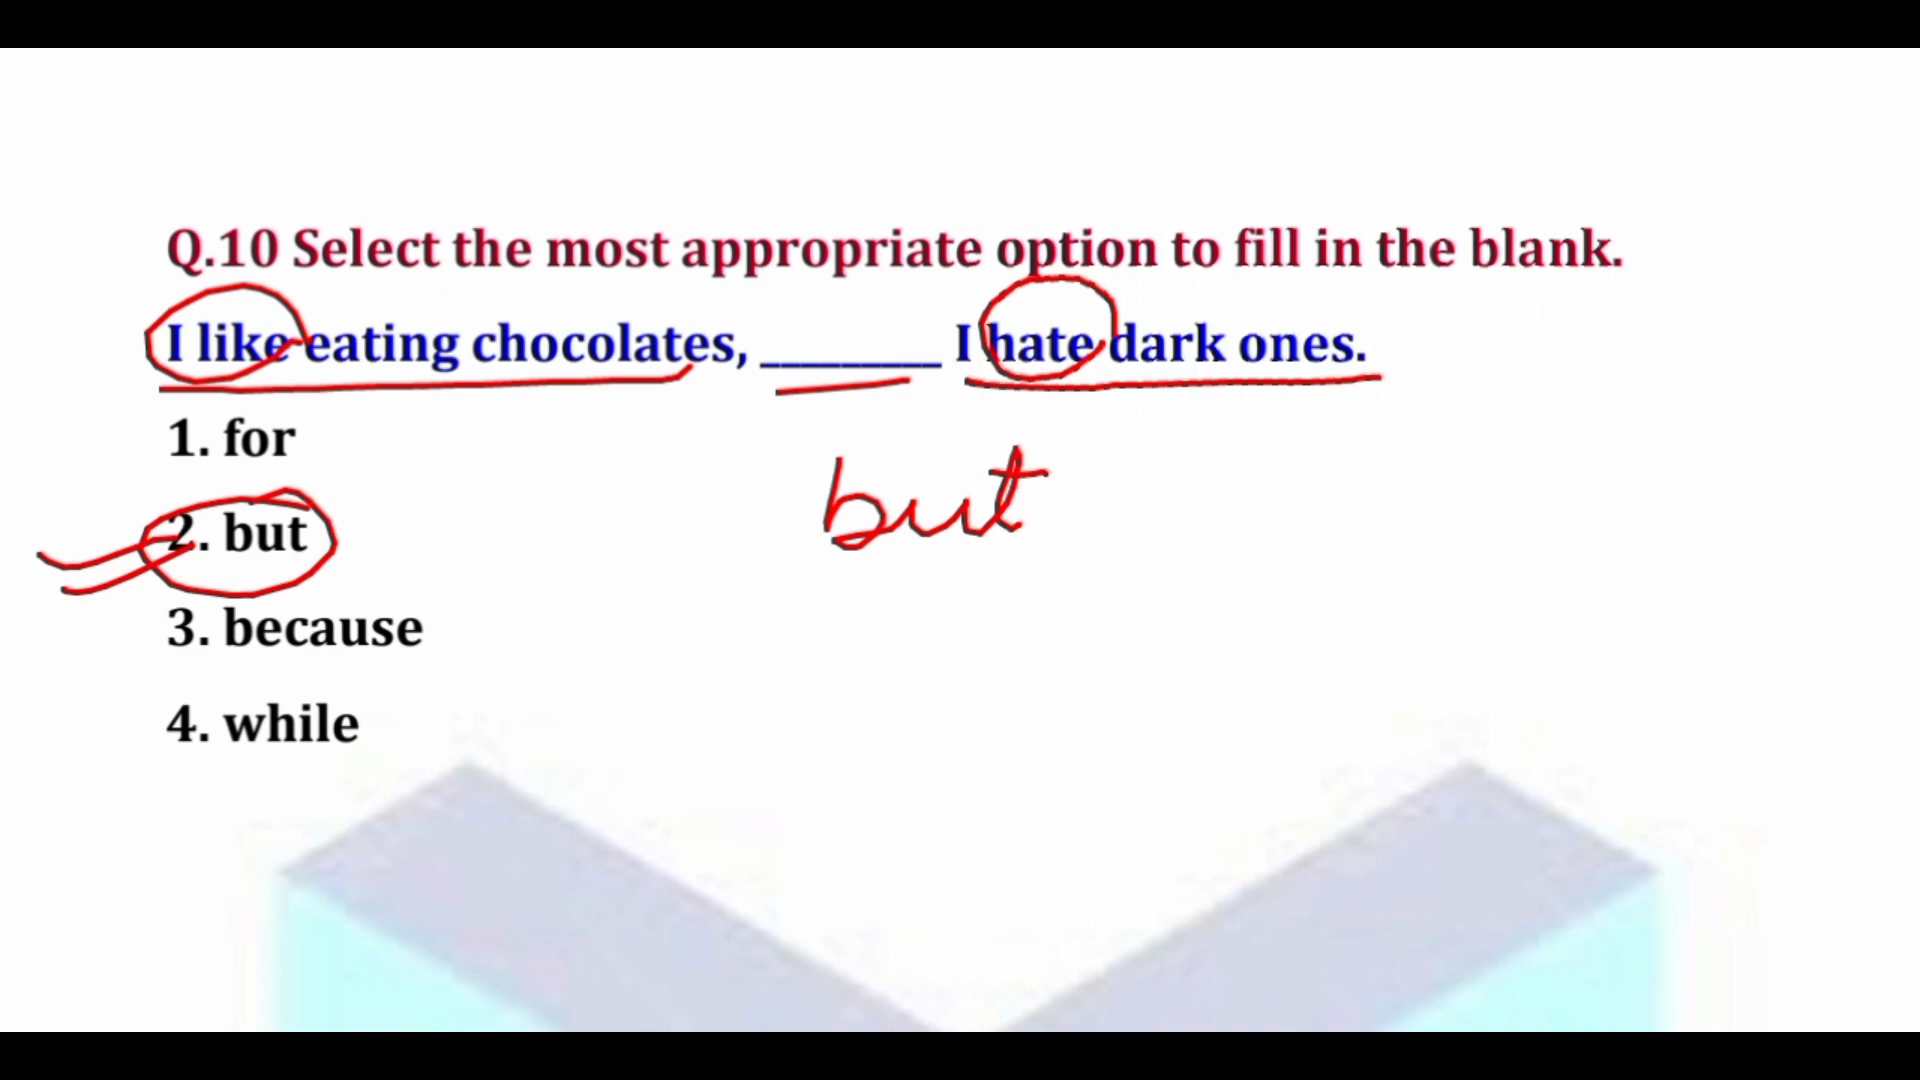 Q.10 Select the most appropriate option to fill in the blank.
I like eating chocolates, _________ I hate dark ones.
1. for
but
2. but
3. because
4. while